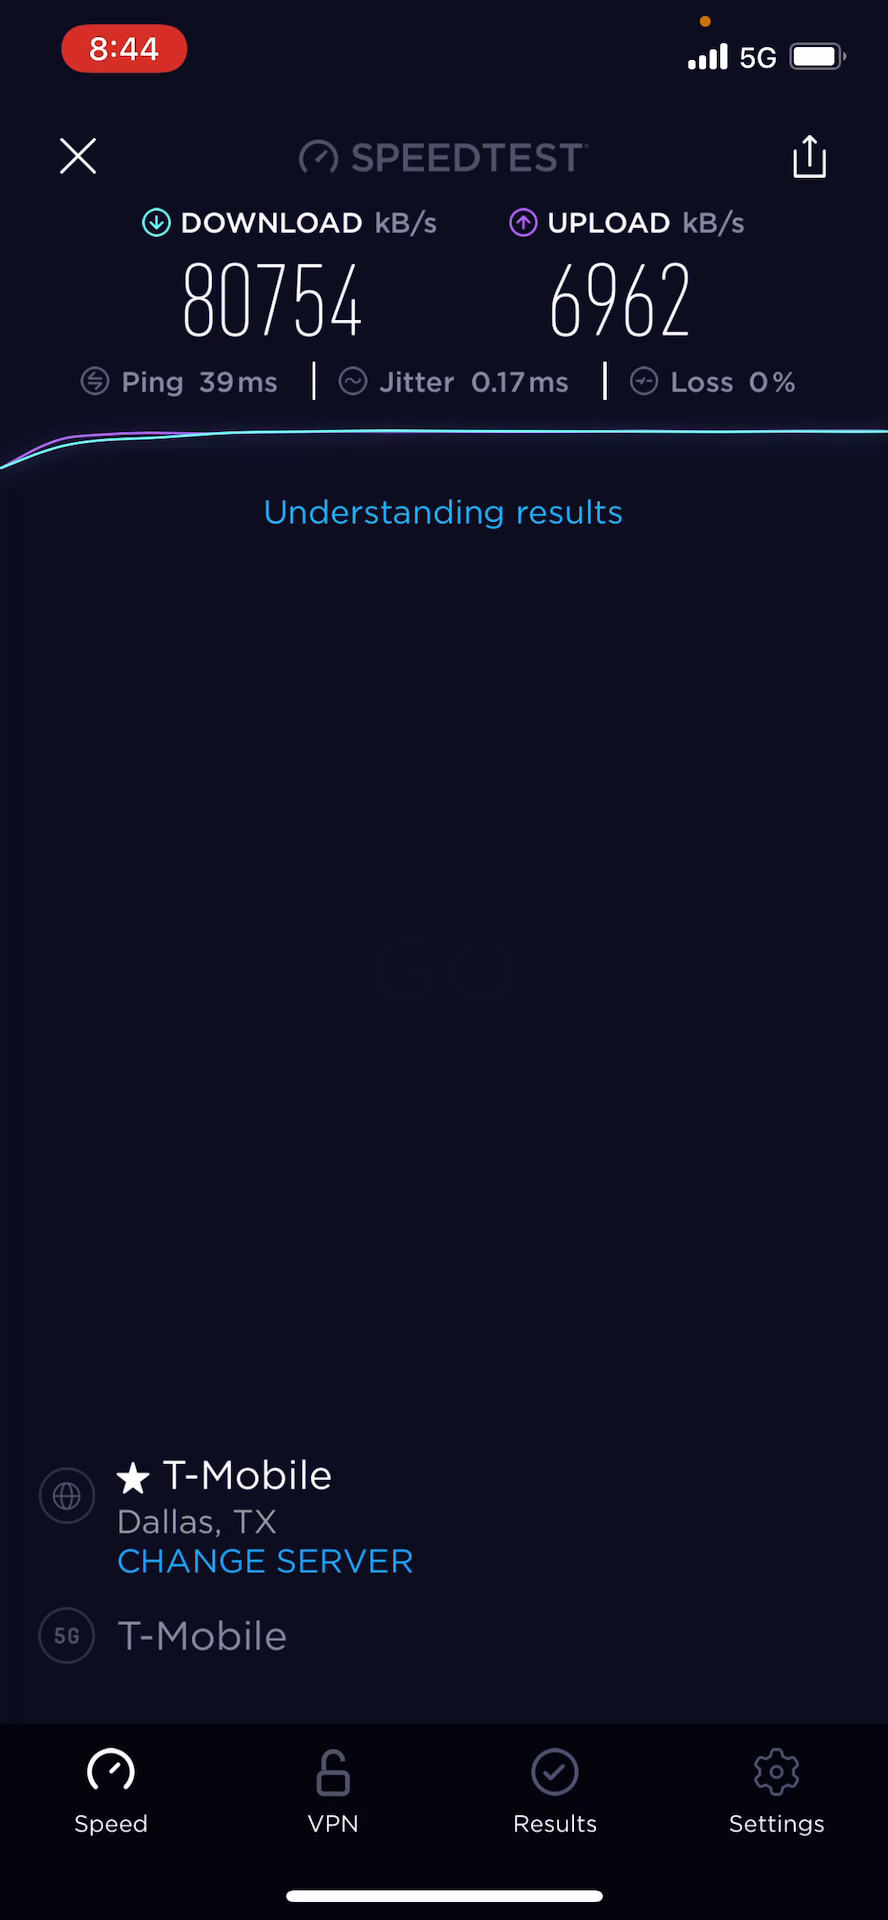 8:44 5G
SPEEDTEST
DOWNLOAD kB/s UPLOAD kB/s
80754 6962
Ping 39ms Jitter 0.17ms Loss 0%
Understanding results
GO
T-Mobile
Dallas, TX
CHANGE SERVER
5G T-Mobile
Speed VPN Results Settings